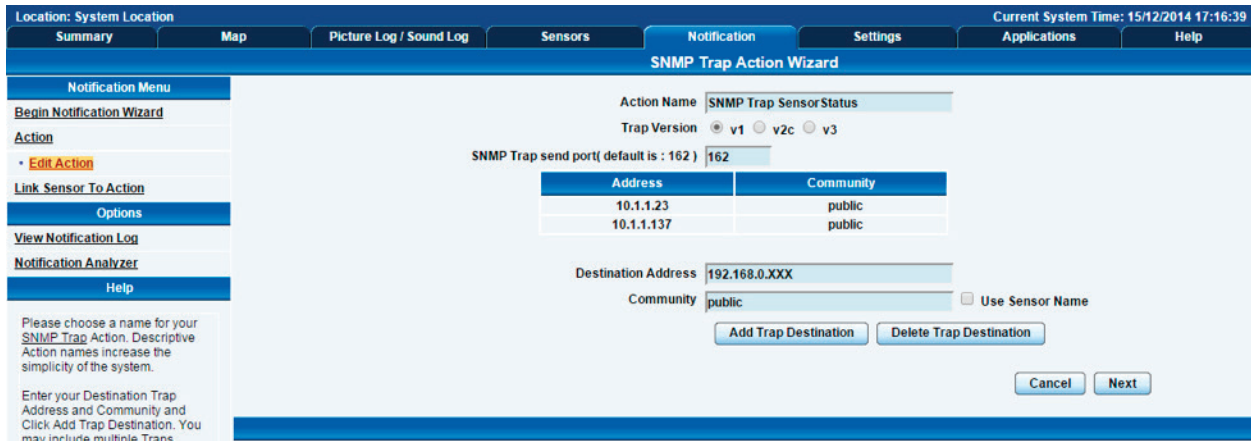 Location: System Location
Current System Time: 15/12/2014 17:16:39
Summary Map Picture Log / Sound Log Sensors Notification Settings Applications Help
SNMP Trap Action Wizard
Notification Menu
Begin Notification Wizard
Action
• Edit Action
Link Sensor To Action
Options
View Notification Log
Notification Analyzer
Help
Please choose a name for your
SNMP Trap Action. Descriptive
Action names increase the
simplicity of the system.
Enter your Destination Trap
Address and Community and
Click Add Trap Destination. You
may include multiple Traps
Action Name SNMP Trap SensorStatus
Trap Version v1 v2c v3
SNMP Trap send port( default is : 162 ) 162
Address Community
10.1.1.23 public
10.1.1.137 public
Destination Address 192.168.0.XXX
Community public Use Sensor Name
Add Trap Destination Delete Trap Destination
Cancel Next